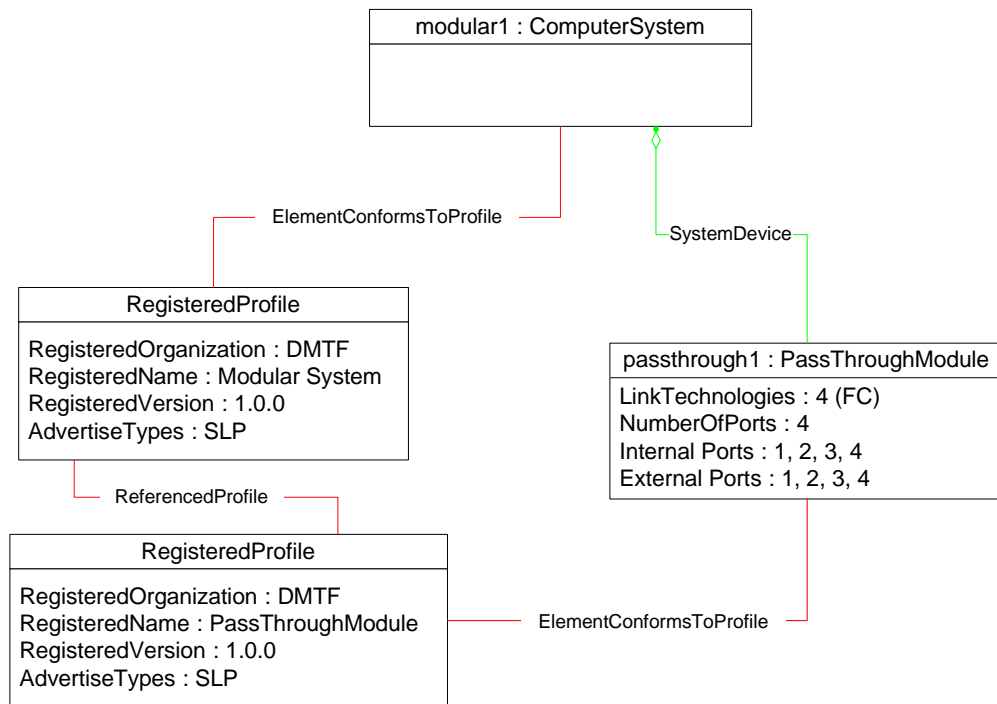 modular1 : ComputerSystem
ElementConformsToProfile
SystemDevice
RegisteredProfile
RegisteredOrganization : DMTF
RegisteredName : Modular System
RegisteredVersion : 1.0.0
AdvertiseTypes : SLP
passthrough1 : PassThroughModule
LinkTechnologies : 4 (FC)
NumberOfPorts : 4
Internal Ports : 1, 2, 3, 4
External Ports : 1, 2, 3, 4
ReferencedProfile
RegisteredProfile
RegisteredOrganization : DMTF
RegisteredName : PassThroughModule
RegisteredVersion : 1.0.0
AdvertiseTypes : SLP
ElementConformsToProfile